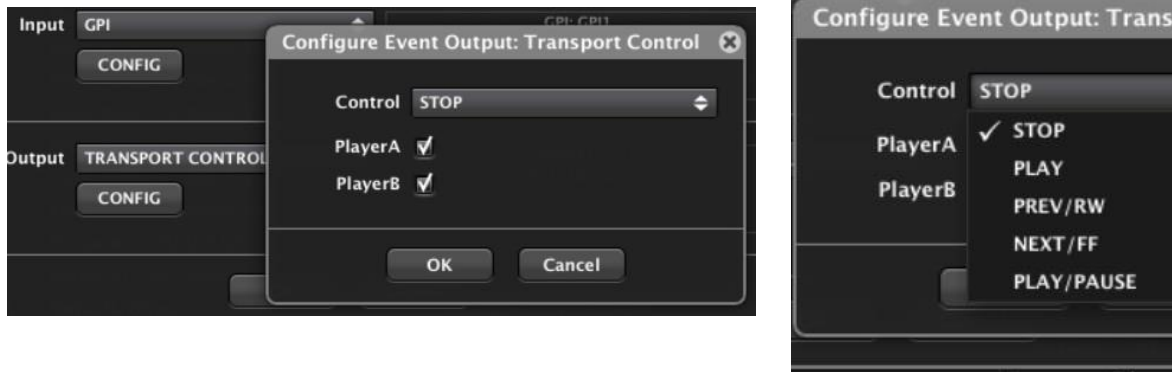 Input GPI
GPI: GPI1
CONFIG
Output TRANSPORT CONTROL
CONFIG
Configure Event Output: Transport Control
Control STOP
PlayerA
PlayerB
OK Cancel
Configure Event Output: Trans
Control STOP
STOP
PLAY
PREV/RW
NEXT/FF
PLAY/PAUSE
PlayerA
PlayerB